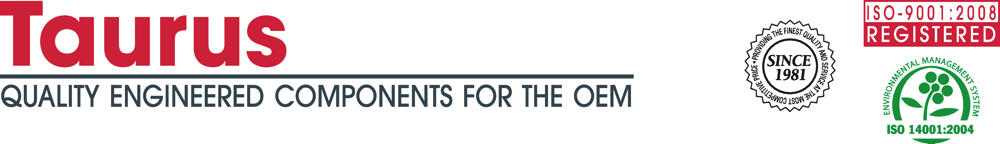 Taurus
QUALITY ENGINEERED COMPONENTS FOR THE OEM
PROVIDING THE FINEST QUALITY AND SERVICE AT THE MOST COMPETITIVE PRICE •
SINCE
1981
ISO-9001:2008
REGISTERED
ENVIRONMENTAL MANAGEMENT SYSTEM
ISO 14001:2004